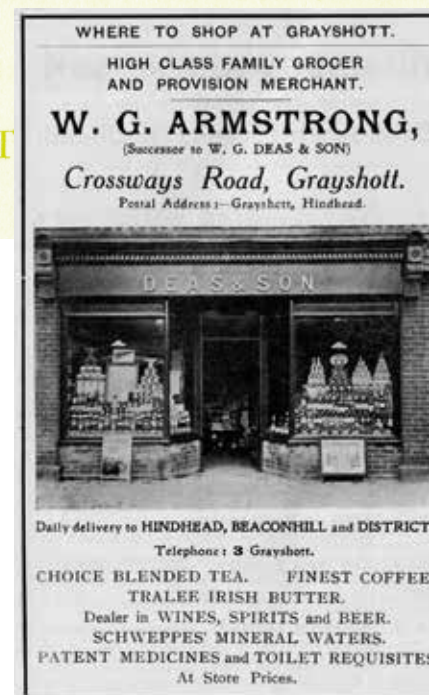 WHERE TO SHOP AT GRAYSHOTT.
HIGH CLASS FAMILY GROCER
AND PROVISION MERCHANT.
W. G. ARMSTRONG,
(Successor to W. G. DEAS & SON)
Crossways Road, Grayshott.
Postal Address:—Grayshott, Hindhead.
DEAS & SON
Daily delivery to HINDHEAD, BEACONHILL and DISTRICT
Telephone: 3 Grayshott.
CHOICE BLENDED TEA. FINEST COFFEE
TRALEE IRISH BUTTER.
Dealer in WINES, SPIRITS and BEER.
SCHWEPPES' MINERAL WATERS.
PATENT MEDICINES and TOILET REQUISITES
At Store Prices.